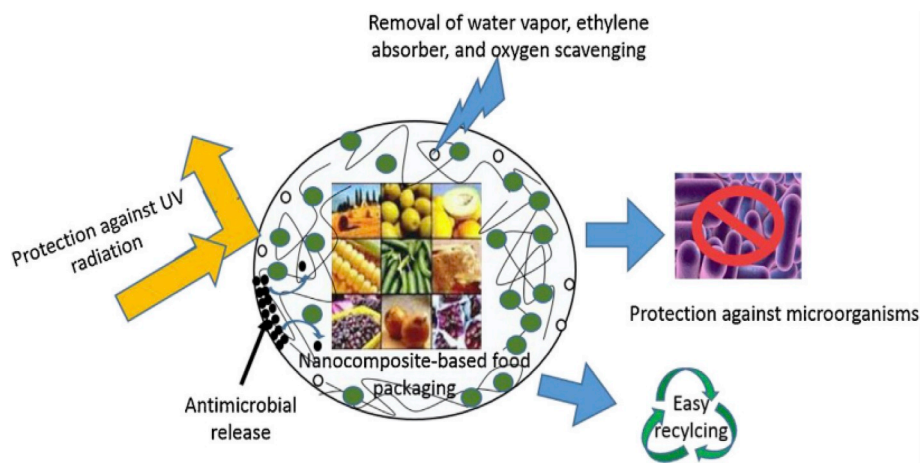 Removal of water vapor, ethylene
absorber, and oxygen scavenging
Protection against UV
radiation
Protection against microorganisms
Nanocomposite-based food
packaging
Antimicrobial
release
Easy
recylcing